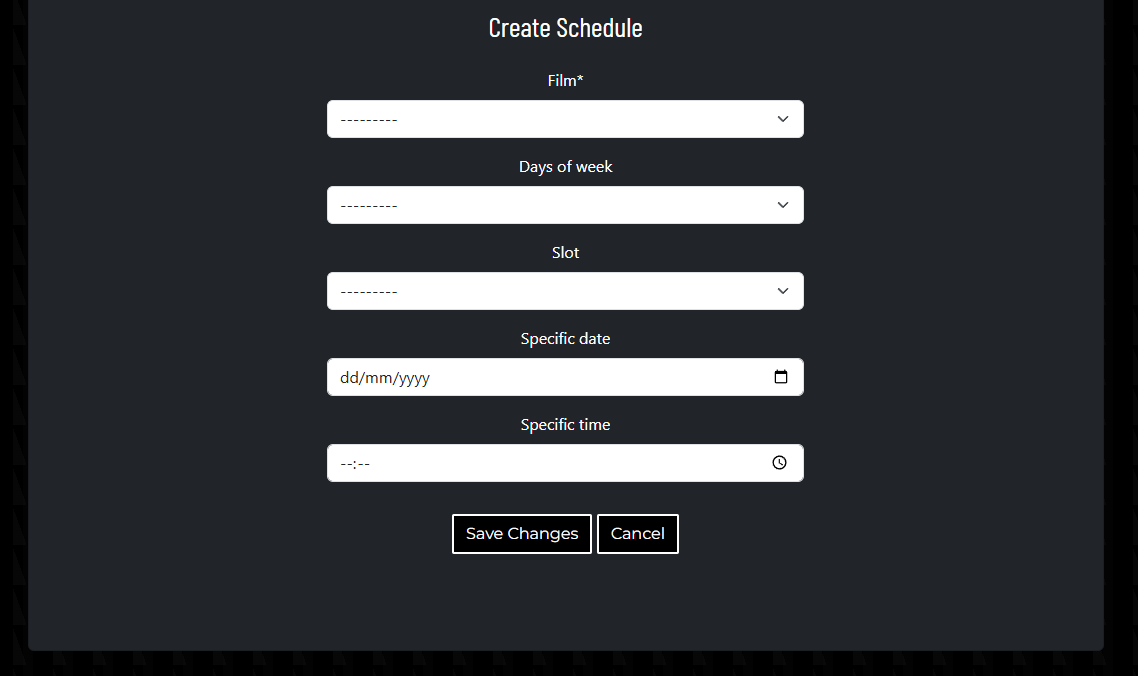 Create Schedule
Film*
---------
Days of week
---------
Slot
---------
Specific date
dd/mm/yyyy
Specific time
--:--
Save Changes Cancel